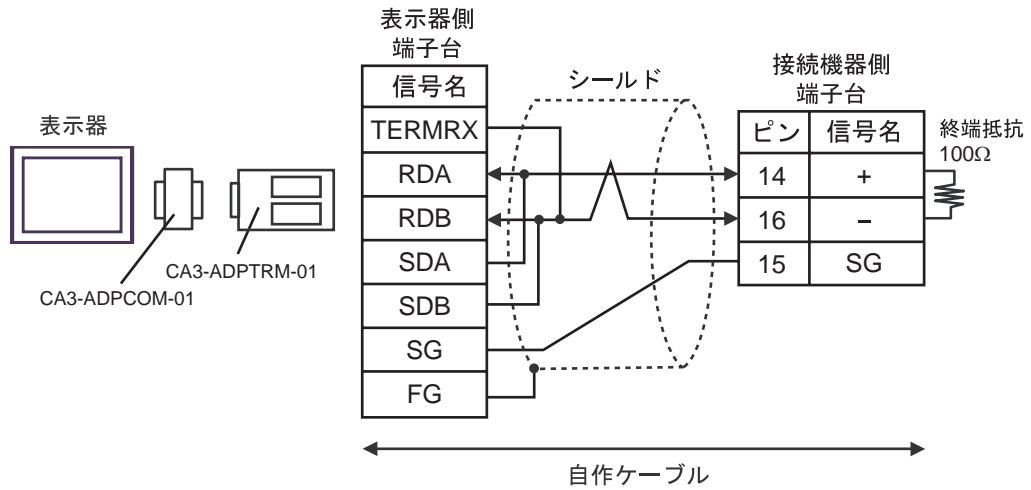 表示器
CA3-ADPCOM-01
CA3-ADPTRM-01
表示器側
端子台
信号名
TERMRX
RDA
RDB
SDA
SDB
SG
FG
シールド
接続機器側
端子台
ピン 信号名
14 +
16 −
15 SG
終端抵抗
100Ω
自作ケーブル